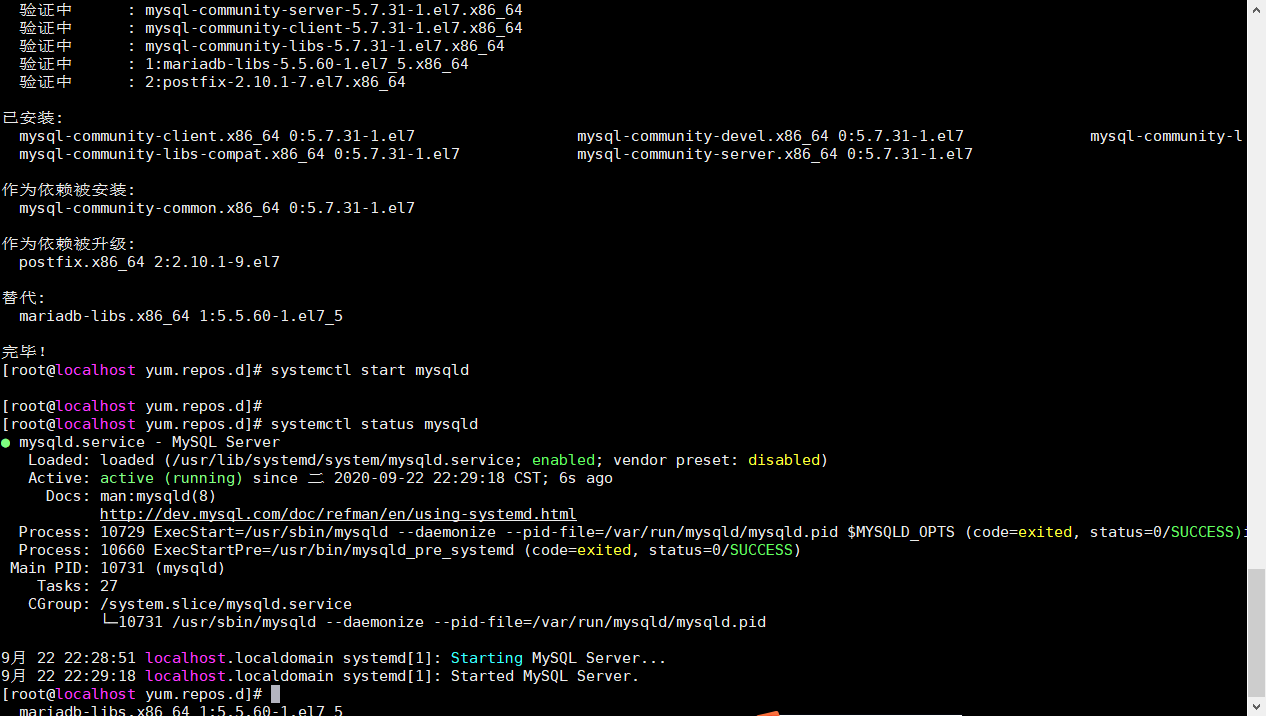 验证中      : mysql-community-server-5.7.31-1.el7.x86_64
验证中      : mysql-community-client-5.7.31-1.el7.x86_64
验证中      : mysql-community-libs-5.7.31-1.el7.x86_64
验证中      : 1:mariadb-libs-5.5.60-1.el7_5.x86_64
验证中      : 2:postfix-2.10.1-7.el7.x86_64
已安装:
mysql-community-client.x86_64 0:5.7.31-1.el7 mysql-community-devel.x86_64 0:5.7.31-1.el7 mysql-community-l
mysql-community-libs-compat.x86_64 0:5.7.31-1.el7 mysql-community-server.x86_64 0:5.7.31-1.el7
作为依赖被安装:
mysql-community-common.x86_64 0:5.7.31-1.el7
作为依赖被升级:
postfix.x86_64 2:2.10.1-9.el7
替代:
mariadb-libs.x86_64 1:5.5.60-1.el7_5
完毕!
[root@localhost yum.repos.d]# systemctl start mysqld
[root@localhost yum.repos.d]#
[root@localhost yum.repos.d]# systemctl status mysqld
● mysqld.service - MySQL Server
Loaded: loaded (/usr/lib/systemd/system/mysqld.service; enabled; vendor preset: disabled)
Active: active (running) since 二 2020-09-22 22:29:18 CST; 6s ago
Docs: man:mysqld(8)
http://dev.mysql.com/doc/refman/en/using-systemd.html
Process: 10729 ExecStart=/usr/sbin/mysqld --daemonize --pid-file=/var/run/mysqld/mysqld.pid $MYSQLD_OPTS (code=exited, status=0/SUCCESS)
Process: 10660 ExecStartPre=/usr/bin/mysqld_pre_systemd (code=exited, status=0/SUCCESS)
Main PID: 10731 (mysqld)
Tasks: 27
CGroup: /system.slice/mysqld.service
└─10731 /usr/sbin/mysqld --daemonize --pid-file=/var/run/mysqld/mysqld.pid
9月 22 22:28:51 localhost.localdomain systemd[1]: Starting MySQL Server...
9月 22 22:29:18 localhost.localdomain systemd[1]: Started MySQL Server.
[root@localhost yum.repos.d]#
mariadb-libs.x86_64 1:5.5.60-1.el7_5